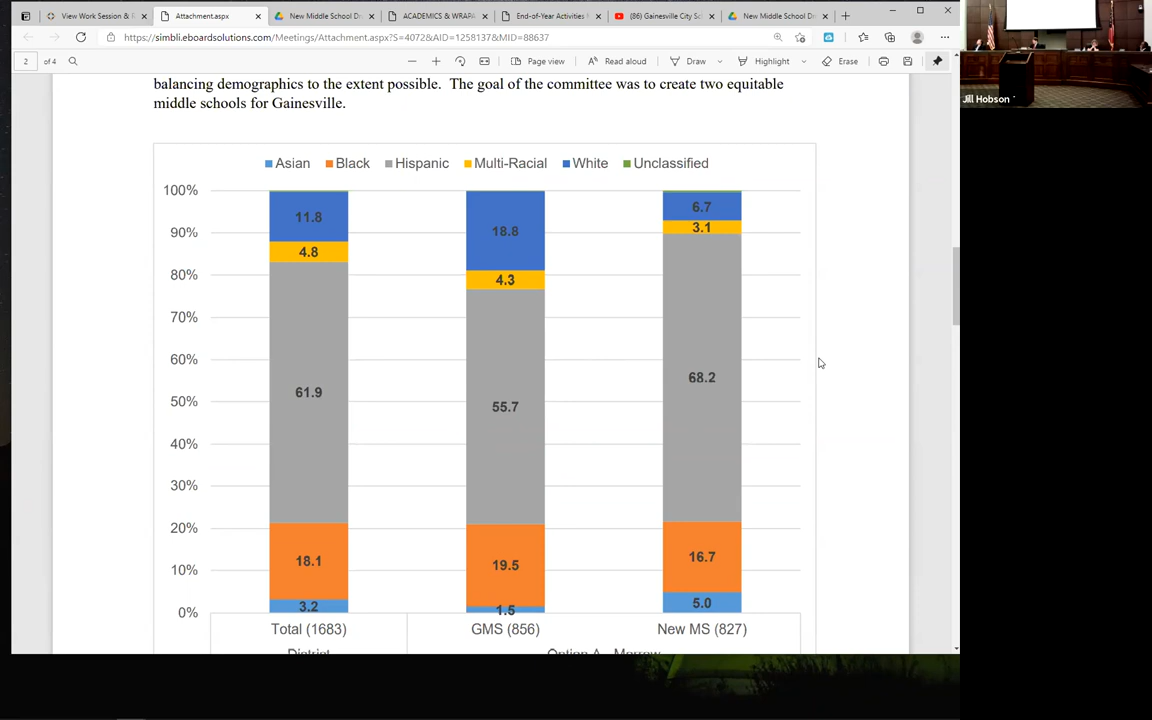 View Work Session & R
Attachment.aspx
New Middle School Dr
ACADEMICS & WRAPA
End-of-Year Activities
(86) Gainesville City Sc
New Middle School Dr
https://simbli.eboardsolutions.com/Meetings/Attachment.aspx?S=4072&AID=1258137&MID=88637
2 of 4
Page view
Read aloud
Draw
Highlight
Erase
Jill Hobson
balancing demographics to the extent possible. The goal of the committee was to create two equitable
middle schools for Gainesville.
Asian Black Hispanic Multi-Racial White Unclassified
100%
90%
80%
70%
60%
50%
40%
30%
20%
10%
0%
11.8
4.8
61.9
18.1
3.2
18.8
4.3
55.7
19.5
1.5
6.7
3.1
68.2
16.7
5.0
Total (1683) GMS (856) New MS (827)
District Option A - Morrow